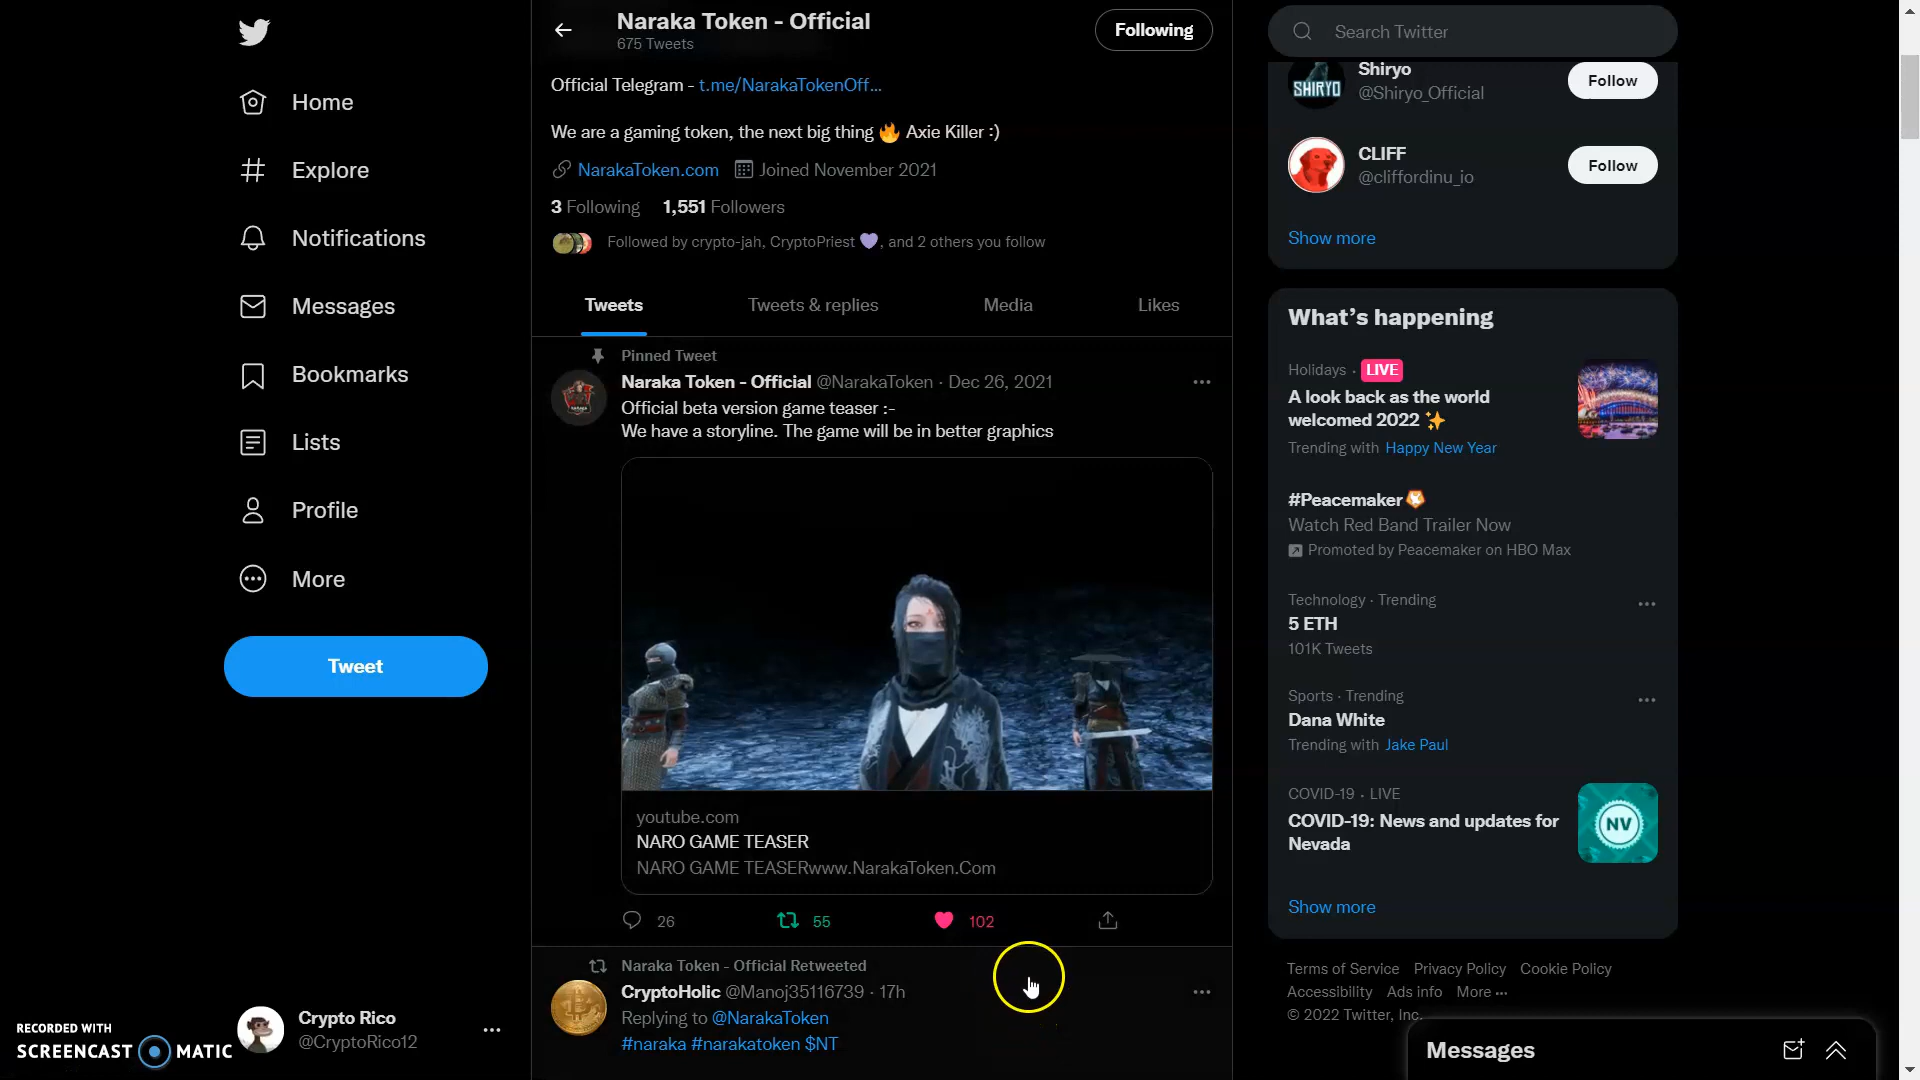 Home
Explore
Notifications
Messages
Bookmarks
Lists
Profile
More
Tweet
Crypto Rico
@CryptoRico12
RECORDED WITH
SCREENCAST MATIC
Naraka Token - Official
675 Tweets
Following
Official Telegram - t.me/NarakaTokenOff...
We are a gaming token, the next big thing 🔥 Axie Killer :)
NarakaToken.com Joined November 2021
3 Following 1,551 Followers
Followed by crypto-jah, CryptoPriest 💜, and 2 others you follow
Tweets Tweets & replies Media Likes
Pinned Tweet
Naraka Token - Official @NarakaToken · Dec 26, 2021
Official beta version game teaser :-
We have a storyline. The game will be in better graphics
youtube.com
NARO GAME TEASER
NARO GAME TEASERwww.NarakaToken.Com
26 55 102
Naraka Token - Official Retweeted
CryptoHolic @Manoj35116739 · 17h
Replying to @NarakaToken
#naraka #narakatoken $NT
Search Twitter
SHIRYO
Shiryo
@Shiryo_Official
Follow
CLIFF
@cliffordinu_io
Follow
Show more
What's happening
Holidays · LIVE
A look back as the world
welcomed 2022 ✨
Trending with Happy New Year
#Peacemaker
Watch Red Band Trailer Now
Promoted by Peacemaker on HBO Max
Technology · Trending
5 ETH
101K Tweets
Sports · Trending
Dana White
Trending with Jake Paul
COVID-19 · LIVE
COVID-19: News and updates for
Nevada
NV
Show more
Terms of Service Privacy Policy Cookie Policy
Accessibility Ads info More ···
© 2022 Twitter, Inc.
Messages